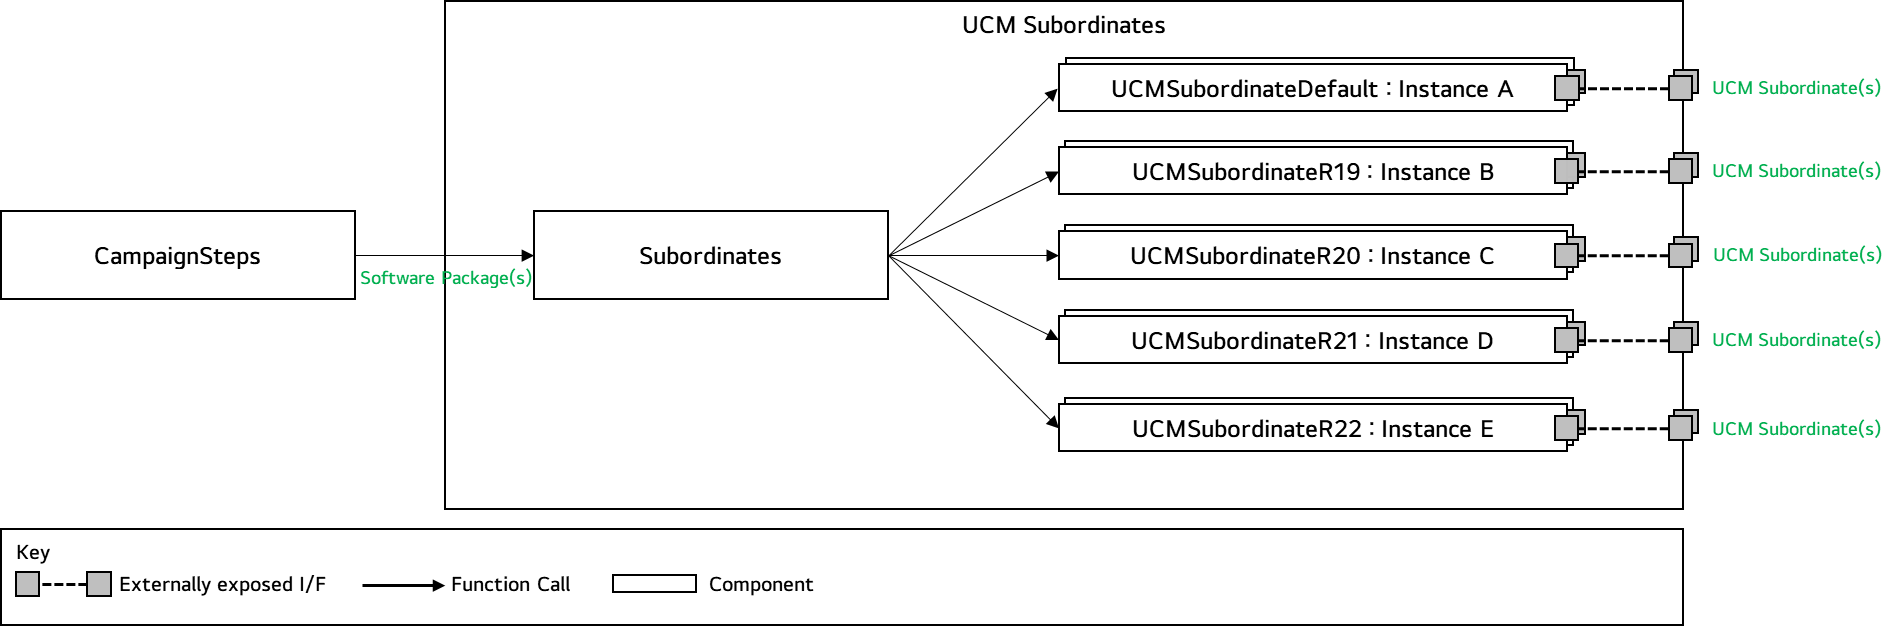 UCM Subordinates
UCMSubordinateDefault : Instance A
UCM Subordinate(s)
UCMSubordinateR19 : Instance B
UCM Subordinate(s)
CampaignSteps
Software Package(s)
Subordinates
UCMSubordinateR20 : Instance C
UCM Subordinate(s)
UCMSubordinateR21 : Instance D
UCM Subordinate(s)
UCMSubordinateR22 : Instance E
UCM Subordinate(s)
Key
Externally exposed I/F
Function Call
Component